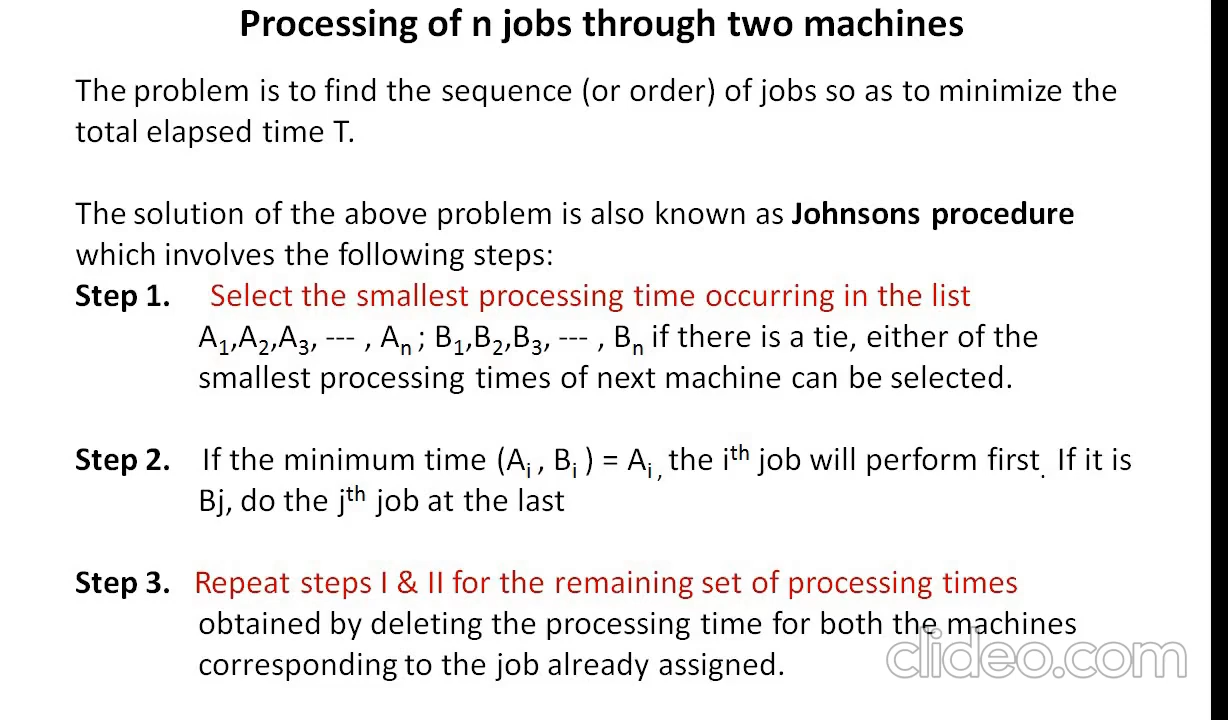 Processing of n jobs through two machines
The problem is to find the sequence (or order) of jobs so as to minimize the
total elapsed time T.
The solution of the above problem is also known as Johnsons procedure
which involves the following steps:
Step 1. Select the smallest processing time occurring in the list
A₁,A₂,A₃, --- , Aₙ ; B₁,B₂,B₃, --- , Bₙ if there is a tie, either of the
smallest processing times of next machine can be selected.
Step 2. If the minimum time (Aᵢ , Bᵢ ) = Aᵢ , the iᵗʰ job will perform first. If it is
Bj, do the jᵗʰ job at the last
Step 3. Repeat steps I & II for the remaining set of processing times
obtained by deleting the processing time for both the machines
corresponding to the job already assigned.
clideo.com